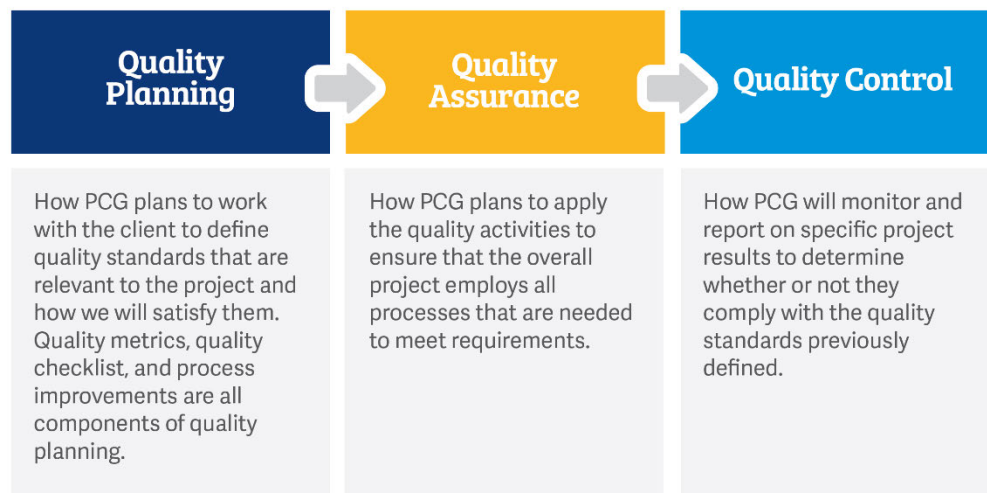 Quality
Planning
Quality
Assurance
Quality Control
How PCG plans to work
with the client to define
quality standards that are
relevant to the project and
how we will satisfy them.
Quality metrics, quality
checklist, and process
improvements are all
components of quality
planning.
How PCG plans to apply
the quality activities to
ensure that the overall
project employs all
processes that are needed
to meet requirements.
How PCG will monitor and
report on specific project
results to determine
whether or not they
comply with the quality
standards previously
defined.